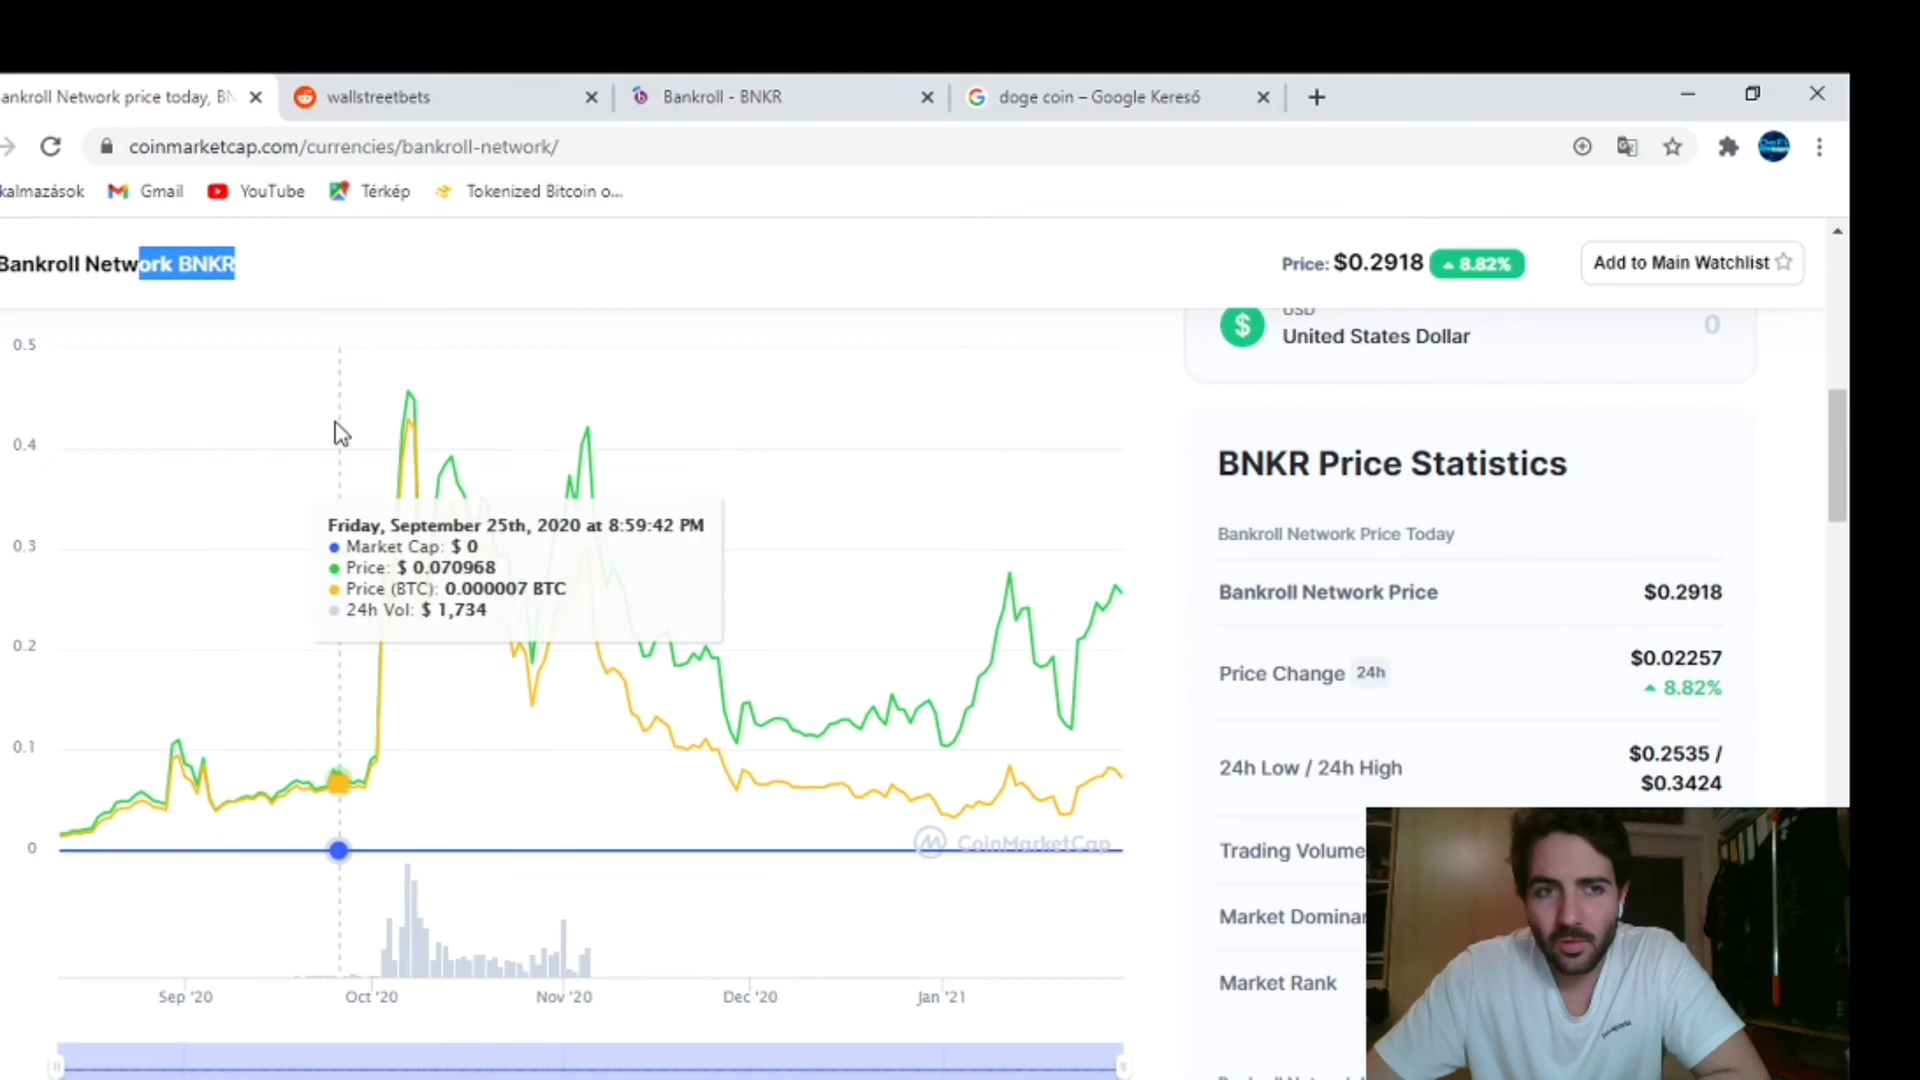 ankroll Network price today, BN
wallstreetbets
Bankroll - BNKR
doge coin – Google Kereső
coinmarketcap.com/currencies/bankroll-network/
kalmazások
Gmail
YouTube
Térkép
Tokenized Bitcoin o...
Bankroll Network BNKR
Price: $0.2918
8.82%
Add to Main Watchlist
USD
United States Dollar
0
0.5
0.4
0.3
0.2
0.1
0
Friday, September 25th, 2020 at 8:59:42 PM
Market Cap: $ 0
Price: $ 0.070968
Price (BTC): 0.000007 BTC
24h Vol: $ 1,734
CoinMarketCap
Sep '20
Oct '20
Nov '20
Dec '20
Jan '21
BNKR Price Statistics
Bankroll Network Price Today
Bankroll Network Price
$0.2918
Price Change 24h
$0.02257
8.82%
24h Low / 24h High
$0.2535 /
$0.3424
Trading Volume
Market Dominan
Market Rank